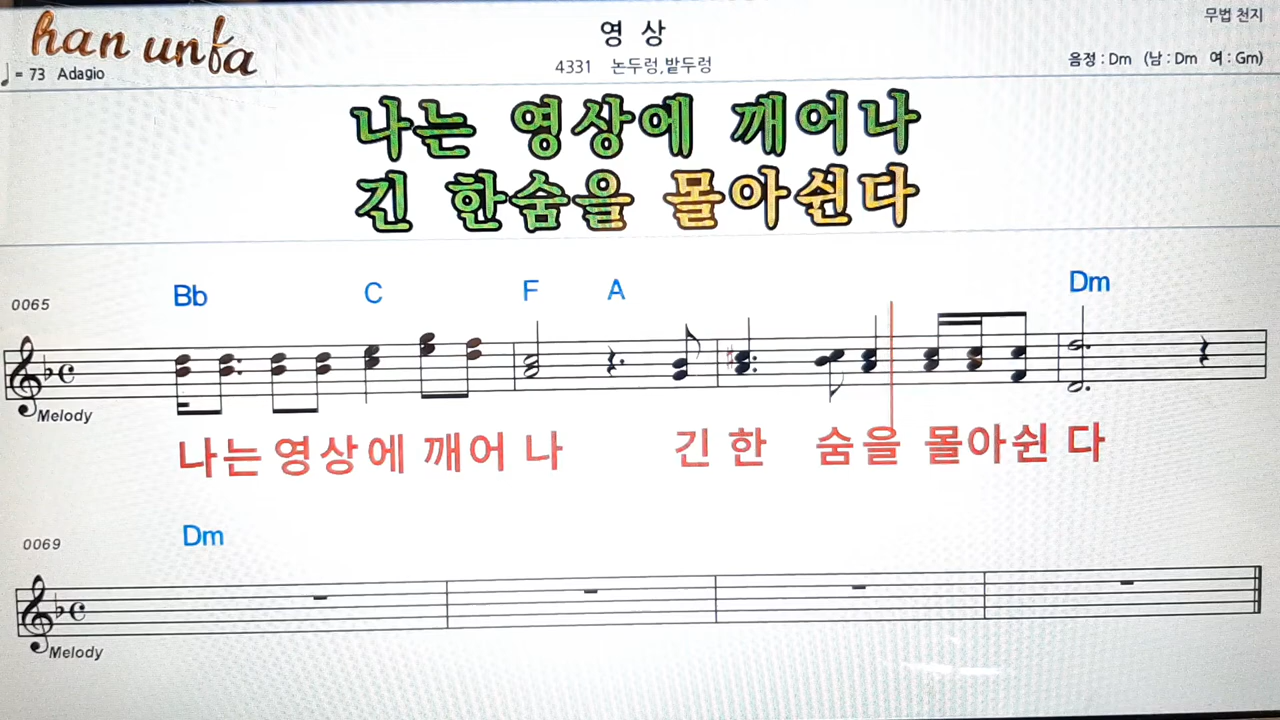 han unfa
영 상
무법 천지
♩ = 73 Adagio
4331 논두렁,밭두렁
음정 : Dm (남 : Dm 여 : Gm)
나는 영상에 깨어나
긴 한숨을 몰아쉰다
0065
Bb C F A Dm
Melody
나는영상에 깨어 나 긴 한 숨을 몰아쉰 다
0069
Dm
Melody